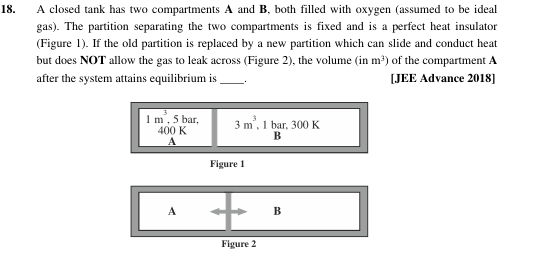 18. A closed tank has two compartments A and B, both filled with oxygen (assumed to be ideal
gas). The partition separating the two compartments is fixed and is a perfect heat insulator
(Figure 1). If the old partition is replaced by a new partition which can slide and conduct heat
but does NOT allow the gas to leak across (Figure 2), the volume (in m³) of the compartment A
after the system attains equilibrium is ____. [JEE Advance 2018]
1 m³, 5 bar,
400 K
A
3 m³, 1 bar, 300 K
B
Figure 1
A B
Figure 2